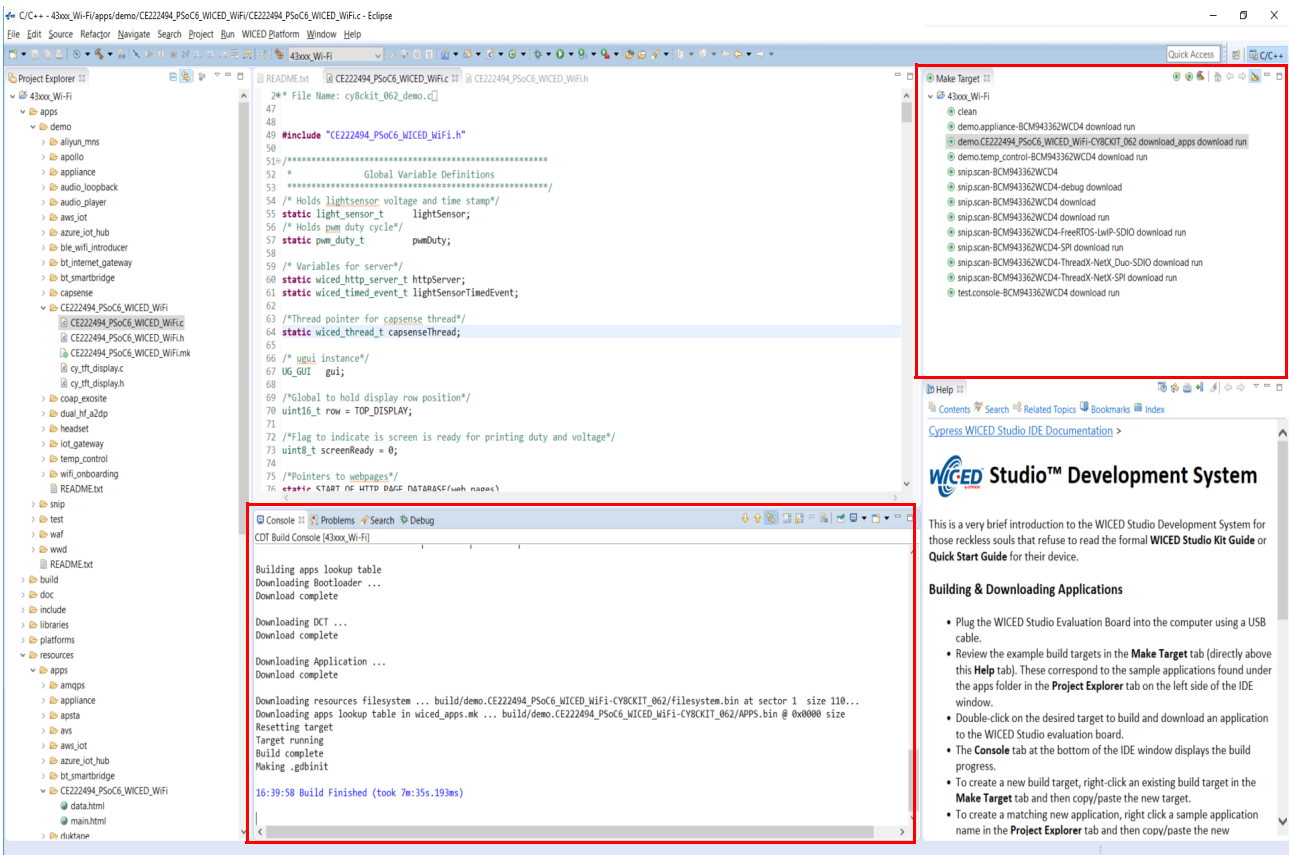 C/C++ - 43xxx_Wi-Fi/apps/demo/CE222494_PSoC6_WICED_WiFi/CE222494_PSoC6_WICED_WiFi.c - Eclipse
File Edit Source Refactor Navigate Search Project Run WICED Platform Window Help
43xxx_Wi-Fi
Quick Access
C/C++
Project Explorer
43xxx_Wi-Fi
apps
demo
aliyun_mns
apollo
appliance
audio_loopback
audio_player
aws_iot
azure_iot_hub
ble_wifi_introducer
bt_internet_gateway
bt_smartbridge
capsense
CE222494_PSoC6_WICED_WiFi
CE222494_PSoC6_WICED_WiFi.c
CE222494_PSoC6_WICED_WiFi.h
CE222494_PSoC6_WICED_WiFi.mk
cy_tft_display.c
cy_tft_display.h
coap_exosite
dual_hf_a2dp
headset
iot_gateway
temp_control
wifi_onboarding
README.txt
snip
test
waf
wwd
README.txt
build
doc
include
libraries
platforms
resources
apps
amqps
appliance
apsta
avs
aws_iot
azure_iot_hub
bt_smartbridge
CE222494_PSoC6_WICED_WiFi
data.html
main.html
duktape
README.txt CE222494_PSoC6_WICED_WiFi.c CE222494_PSoC6_WICED_WiFi.h
2 * File Name: cy8ckit_062_demo.c
47
48
49 #include "CE222494_PSoC6_WICED_WiFi.h"
50
51 /******************************************************
52 * Global Variable Definitions
53 ******************************************************/
54 /* Holds lightsensor voltage and time stamp*/
55 static light_sensor_t lightSensor;
56 /* Holds pwm duty cycle*/
57 static pwm_duty_t pwmDuty;
58
59 /* Variables for server*/
60 static wiced_http_server_t httpServer;
61 static wiced_timed_event_t lightSensorTimedEvent;
62
63 /*Thread pointer for capsense thread*/
64 static wiced_thread_t capsenseThread;
65
66 /* ugui instance*/
67 UG_GUI gui;
68
69 /*Global to hold display row position*/
70 uint16_t row = TOP_DISPLAY;
71
72 /*Flag to indicate is screen is ready for printing duty and voltage*/
73 uint8_t screenReady = 0;
74
75 /*Pointers to webpages*/
76 static START_OF_HTTP_PAGE_DATABASE(web_pages)
Console Problems Search Debug
CDT Build Console [43xxx_Wi-Fi]
Building apps lookup table
Downloading Bootloader ...
Download complete
Downloading DCT ...
Download complete
Downloading Application ...
Download complete
Downloading resources filesystem ... build/demo.CE222494_PSoC6_WICED_WiFi-CY8CKIT_062/filesystem.bin at sector 1 size 110...
Downloading apps lookup table in wiced_apps.mk ... build/demo.CE222494_PSoC6_WICED_WiFi-CY8CKIT_062/APPS.bin @ 0x0000 size
Resetting target
Target running
Build complete
Making .gdbinit
16:39:58 Build Finished (took 7m:35s.193ms)
Make Target
43xxx_Wi-Fi
clean
demo.appliance-BCM943362WCD4 download run
demo.CE222494_PSoC6_WICED_WiFi-CY8CKIT_062 download_apps download run
demo.temp_control-BCM943362WCD4 download run
snip.scan-BCM943362WCD4
snip.scan-BCM943362WCD4-debug download
snip.scan-BCM943362WCD4 download
snip.scan-BCM943362WCD4 download run
snip.scan-BCM943362WCD4-FreeRTOS-LwIP-SDIO download run
snip.scan-BCM943362WCD4-SPI download run
snip.scan-BCM943362WCD4-ThreadX-NetX_Duo-SDIO download run
snip.scan-BCM943362WCD4-ThreadX-NetX-SPI download run
test.console-BCM943362WCD4 download run
Help
Contents Search Related Topics Bookmarks Index
Cypress WICED Studio IDE Documentation >
WICED Studio™ Development System
This is a very brief introduction to the WICED Studio Development System for
those reckless souls that refuse to read the formal WICED Studio Kit Guide or
Quick Start Guide for their device.
Building & Downloading Applications
• Plug the WICED Studio Evaluation Board into the computer using a USB
cable.
• Review the example build targets in the Make Target tab (directly above
this Help tab). These correspond to the sample applications found under
the apps folder in the Project Explorer tab on the left side of the IDE
window.
• Double-click on the desired target to build and download an application
to the WICED Studio evaluation board.
• The Console tab at the bottom of the IDE window displays the build
progress.
• To create a new build target, right-click an existing build target in the
Make Target tab and then copy/paste the new target.
• To create a matching new application, right click a sample application
name in the Project Explorer tab and then copy/paste the new